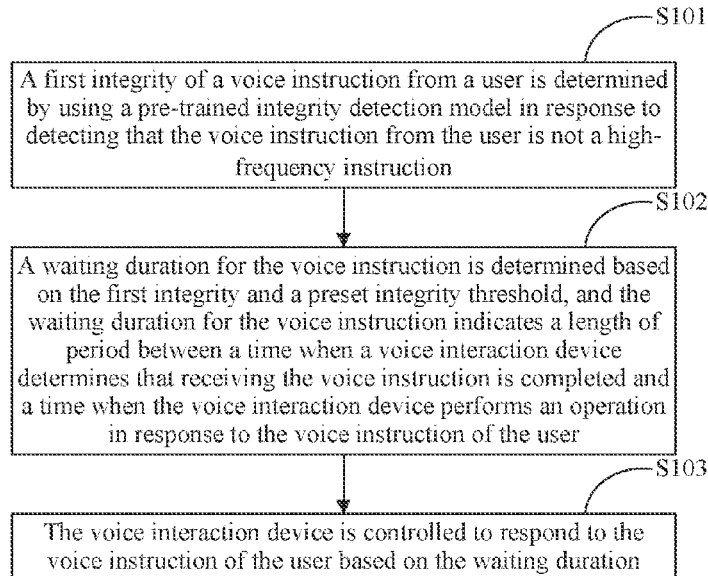 S101
A first integrity of a voice instruction from a user is determined
by using a pre-trained integrity detection model in response to
detecting that the voice instruction from the user is not a high-
frequency instruction
S102
A waiting duration for the voice instruction is determined based
on the first integrity and a preset integrity threshold, and the
waiting duration for the voice instruction indicates a length of
period between a time when a voice interaction device
determines that receiving the voice instruction is completed and
a time when the voice interaction device performs an operation
in response to the voice instruction of the user
S103
The voice interaction device is controlled to respond to the
voice instruction of the user based on the waiting duration